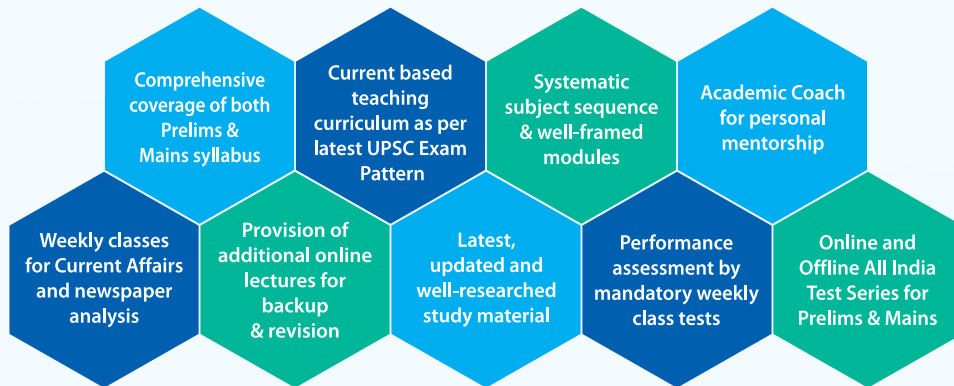 Comprehensive
coverage of both
Prelims &
Mains syllabus
Current based
teaching
curriculum as per
latest UPSC Exam
Pattern
Systematic
subject sequence
& well-framed
modules
Academic Coach
for personal
mentorship
Weekly classes
for Current Affairs
and newspaper
analysis
Provision of
additional online
lectures for
backup
& revision
Latest,
updated and
well-researched
study material
Performance
assessment by
mandatory weekly
class tests
Online and
Offline All India
Test Series for
Prelims & Mains